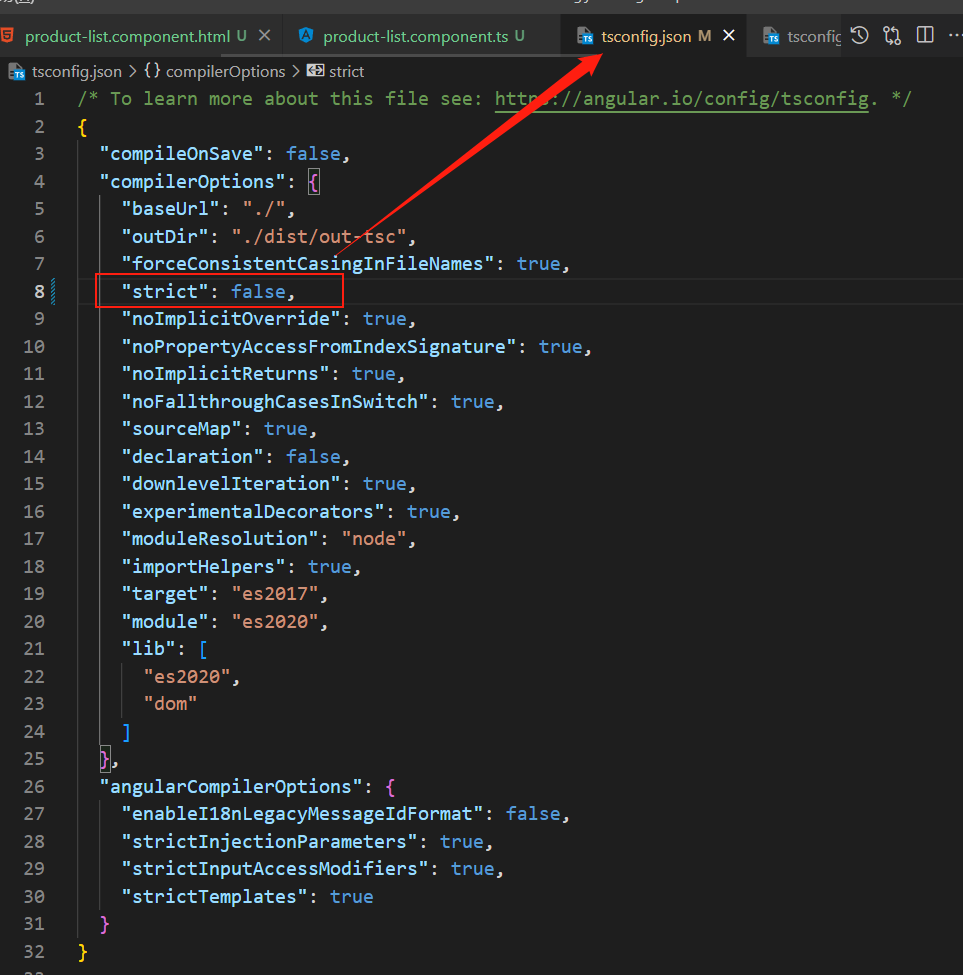 product-list.component.html U
product-list.component.ts U
tsconfig.json M
tsconfig
tsconfig.json > {} compilerOptions > strict
1 /* To learn more about this file see: https://angular.io/config/tsconfig. */
2 {
3 "compileOnSave": false,
4 "compilerOptions": {
5 "baseUrl": "./",
6 "outDir": "./dist/out-tsc",
7 "forceConsistentCasingInFileNames": true,
8 "strict": false,
9 "noImplicitOverride": true,
10 "noPropertyAccessFromIndexSignature": true,
11 "noImplicitReturns": true,
12 "noFallthroughCasesInSwitch": true,
13 "sourceMap": true,
14 "declaration": false,
15 "downlevelIteration": true,
16 "experimentalDecorators": true,
17 "moduleResolution": "node",
18 "importHelpers": true,
19 "target": "es2017",
20 "module": "es2020",
21 "lib": [
22 "es2020",
23 "dom"
24 ]
25 },
26 "angularCompilerOptions": {
27 "enableI18nLegacyMessageIdFormat": false,
28 "strictInjectionParameters": true,
29 "strictInputAccessModifiers": true,
30 "strictTemplates": true
31 }
32 }